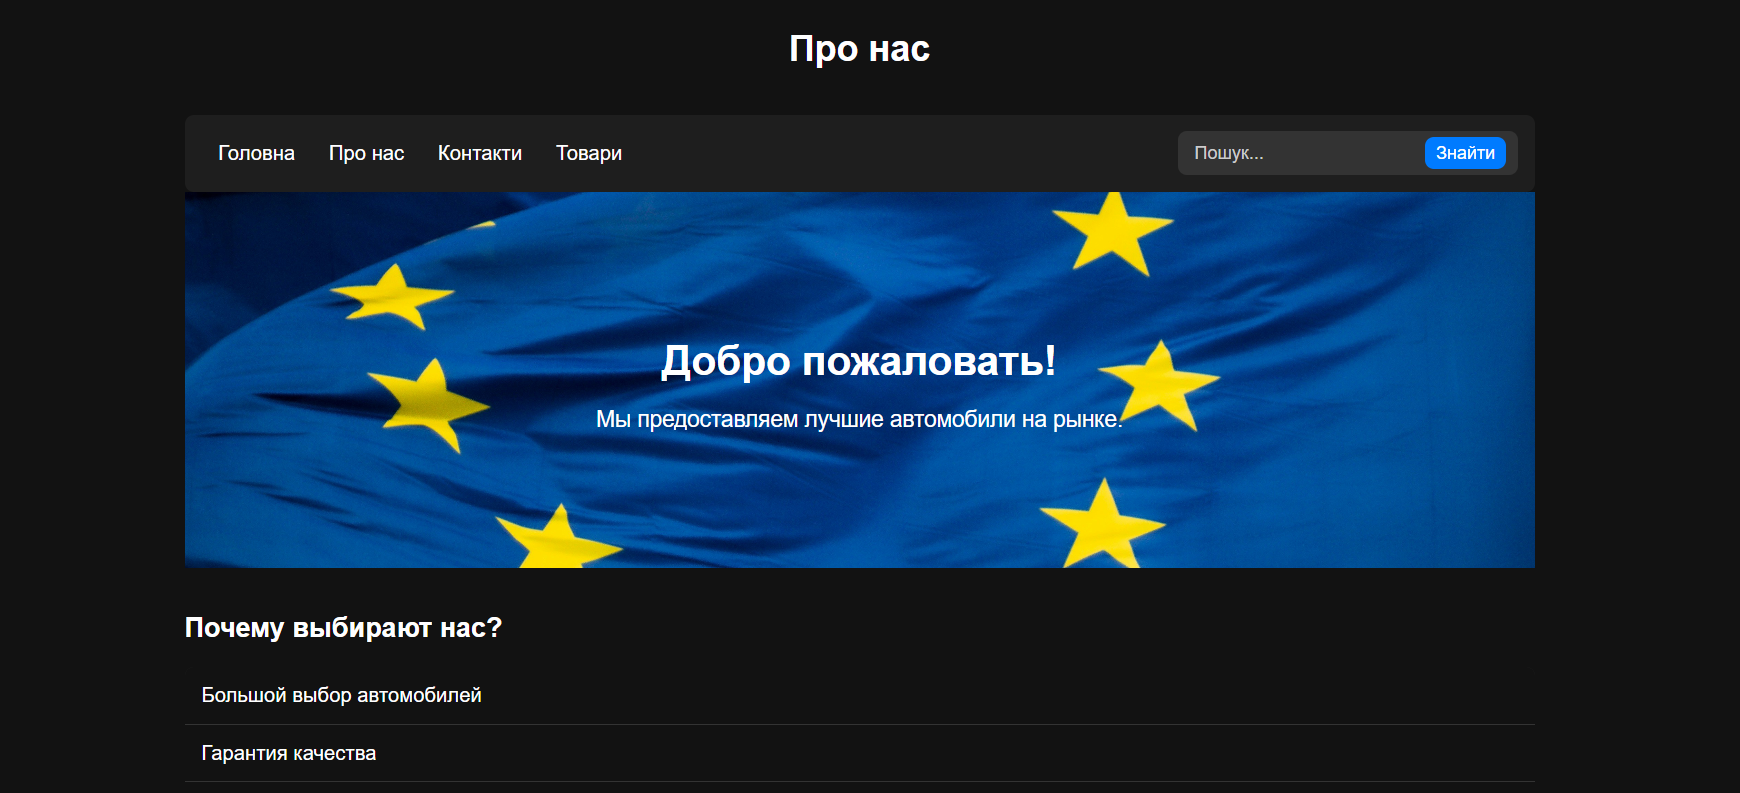 Про нас
Головна Про нас Контакти Товари Пошук... Знайти
Добро пожаловать!
Мы предоставляем лучшие автомобили на рынке.
Почему выбирают нас?
Большой выбор автомобилей
Гарантия качества